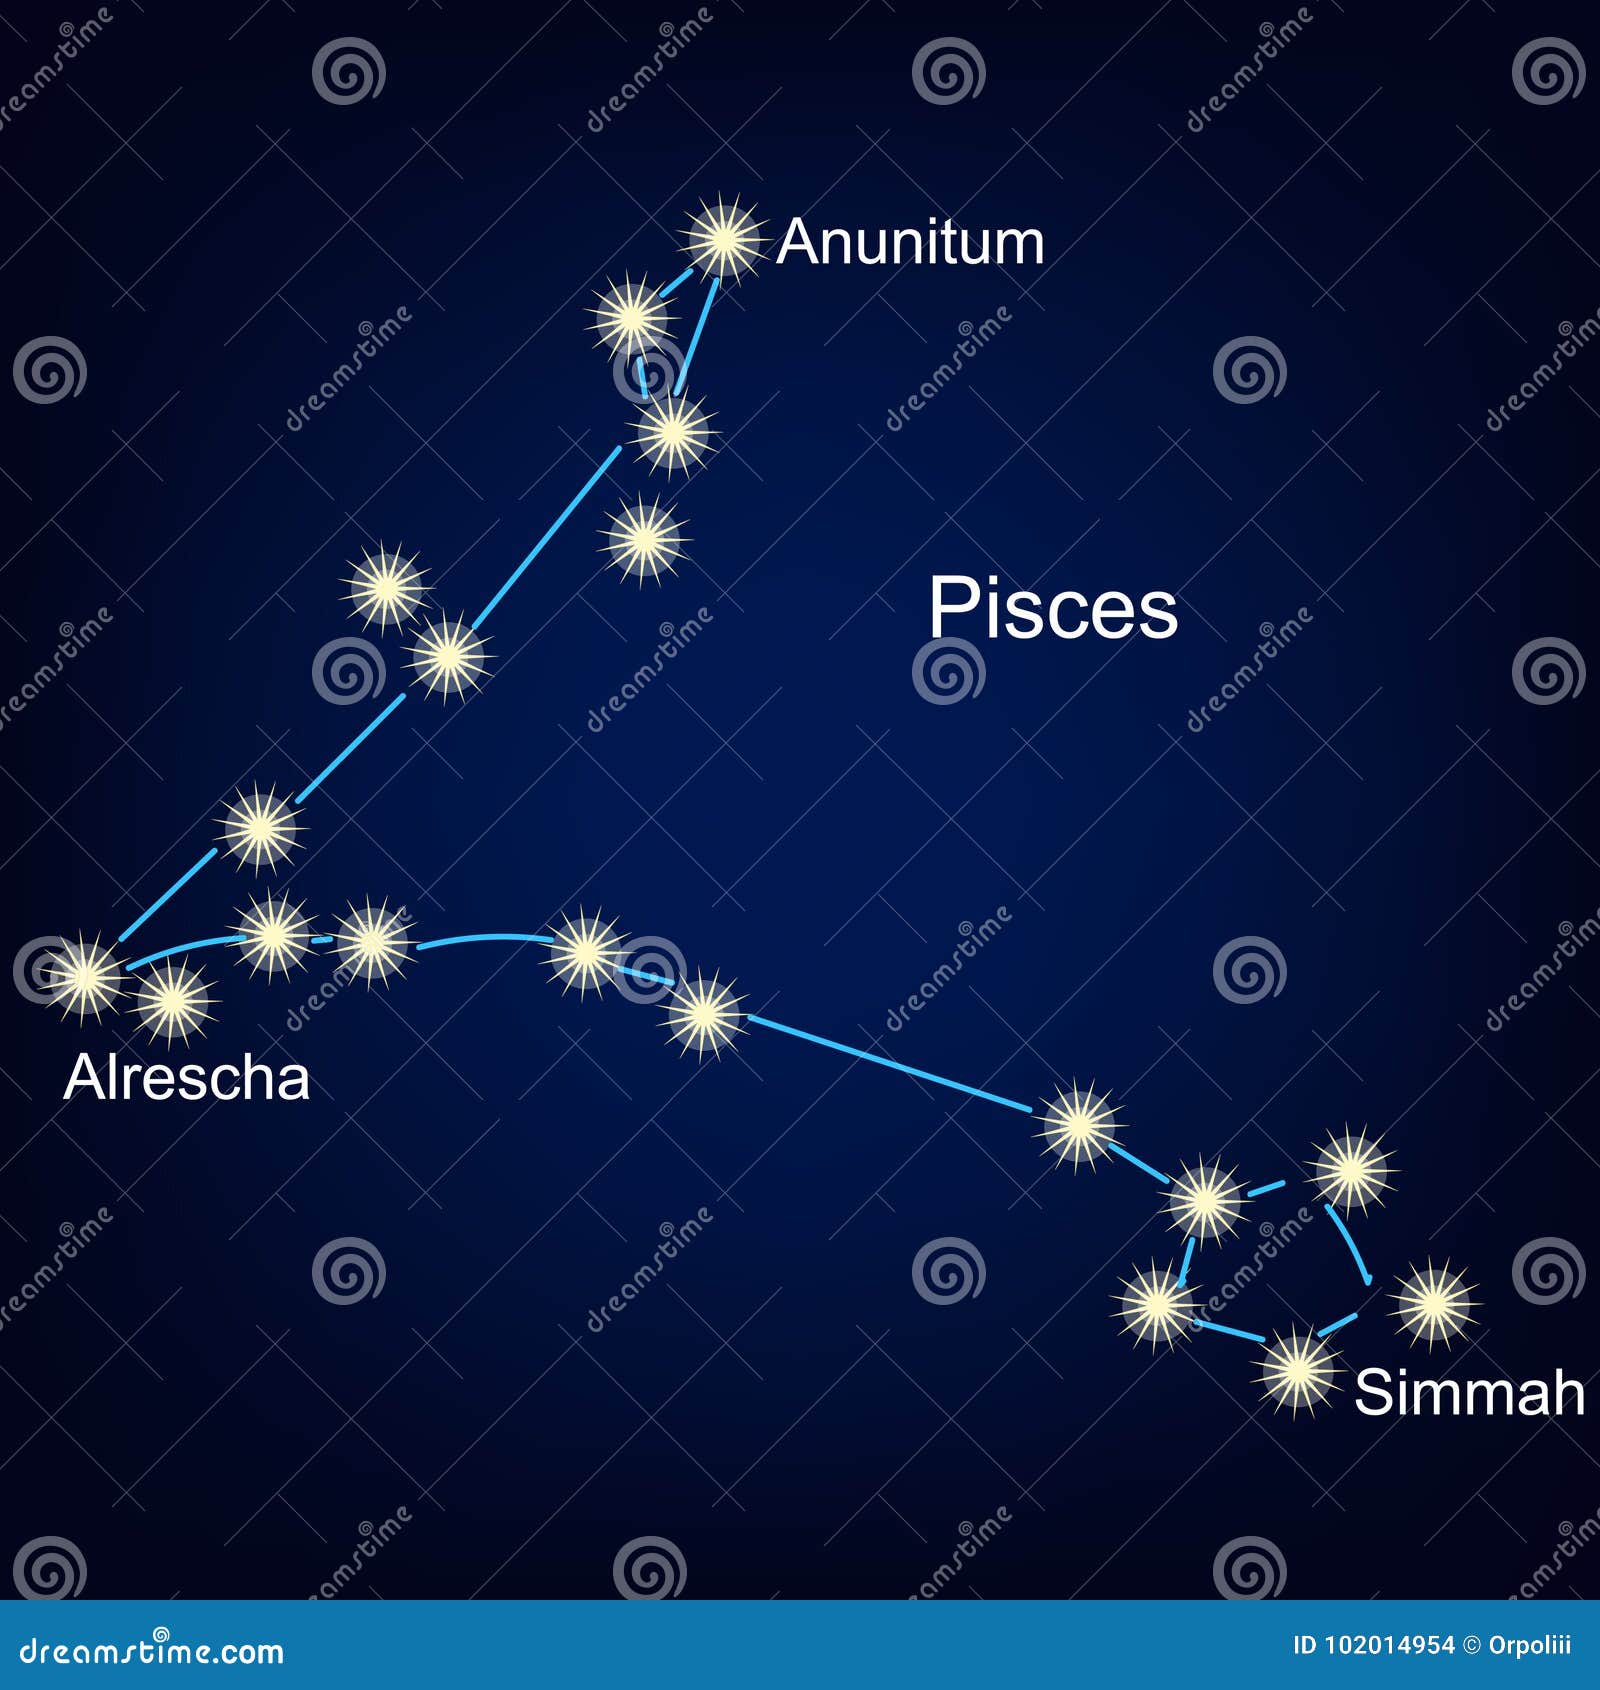 Anunitum
Pisces
Alrescha
Simmah
dreamstime.com
ID 102014954 © Orpoliii